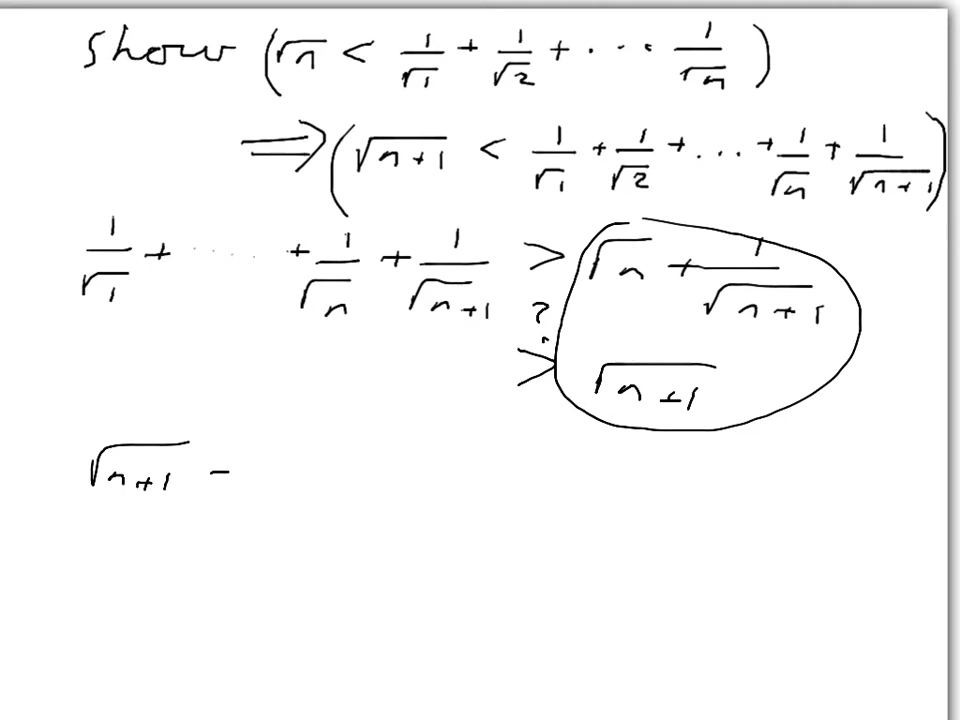 show (√n < 1/√1 + 1/√2 + ... 1/√n)
⟹ (√(n+1) < 1/√1 + 1/√2 + ... + 1/√n + 1/√(n+1))
1/√1 + ..... + 1/√n + 1/√(n+1) > √n + 1/√(n+1)
? > √(n+1)
√(n+1) -